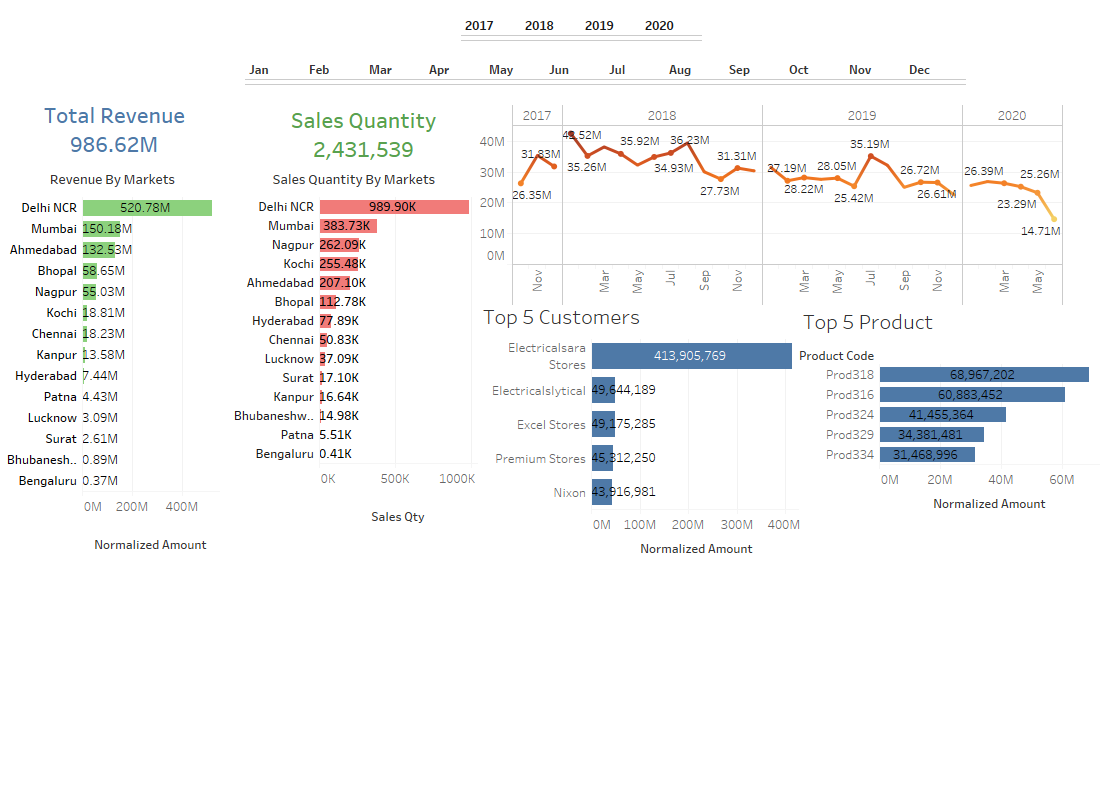 2017 2018 2019 2020
Jan Feb Mar Apr May Jun Jul Aug Sep Oct Nov Dec
Total Revenue
986.62M
Revenue By Markets
Delhi NCR 520.78M
Mumbai 150.18M
Ahmedabad 132.53M
Bhopal 58.65M
Nagpur 55.03M
Kochi 18.81M
Chennai 18.23M
Kanpur 13.58M
Hyderabad 7.44M
Patna 4.43M
Lucknow 3.09M
Surat 2.61M
Bhubanesh.. 0.89M
Bengaluru 0.37M
0M 200M 400M
Normalized Amount
Sales Quantity
2,431,539
Sales Quantity By Markets
Delhi NCR 989.90K
Mumbai 383.73K
Nagpur 262.09K
Kochi 255.48K
Ahmedabad 207.10K
Bhopal 112.78K
Hyderabad 77.89K
Chennai 50.83K
Lucknow 37.09K
Surat 17.10K
Kanpur 16.64K
Bhubaneshw.. 14.98K
Patna 5.51K
Bengaluru 0.41K
0K 500K 1000K
Sales Qty
2017 2018 2019 2020
40M
30M
20M
10M
0M
31.83M 35.92M 36.23M 31.31M 28.05M 35.19M 26.72M 26.39M 25.26M
26.35M 35.26M 34.93M 27.73M 27.19M 28.22M 25.42M 26.61M 23.29M 14.71M
Nov Mar May Jul Sep Nov Mar May Jul Sep Nov Mar May
Top 5 Customers
Electricalsara
Stores 413,905,769
Electricalslytical 49,644,189
Excel Stores 49,175,285
Premium Stores 45,312,250
Nixon 43,916,981
0M 100M 200M 300M 400M
Normalized Amount
Top 5 Product
Product Code
Prod318 68,967,202
Prod316 60,883,452
Prod324 41,455,364
Prod329 34,381,481
Prod334 31,468,996
0M 20M 40M 60M
Normalized Amount